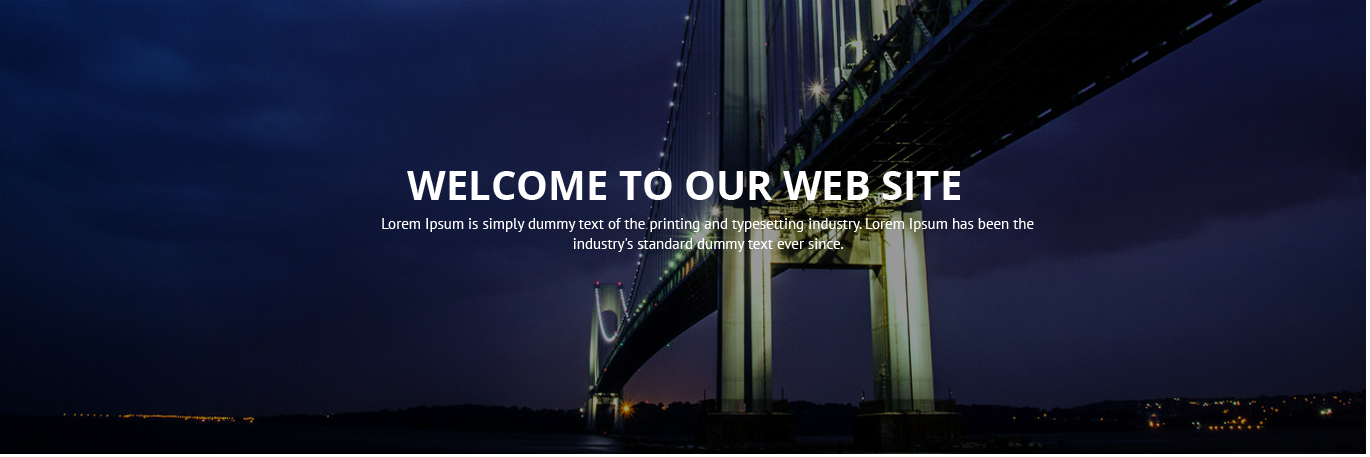 WELCOME TO OUR WEB SITE
Lorem Ipsum is simply dummy text of the printing and typesetting industry. Lorem Ipsum has been the
industry's standard dummy text ever since.